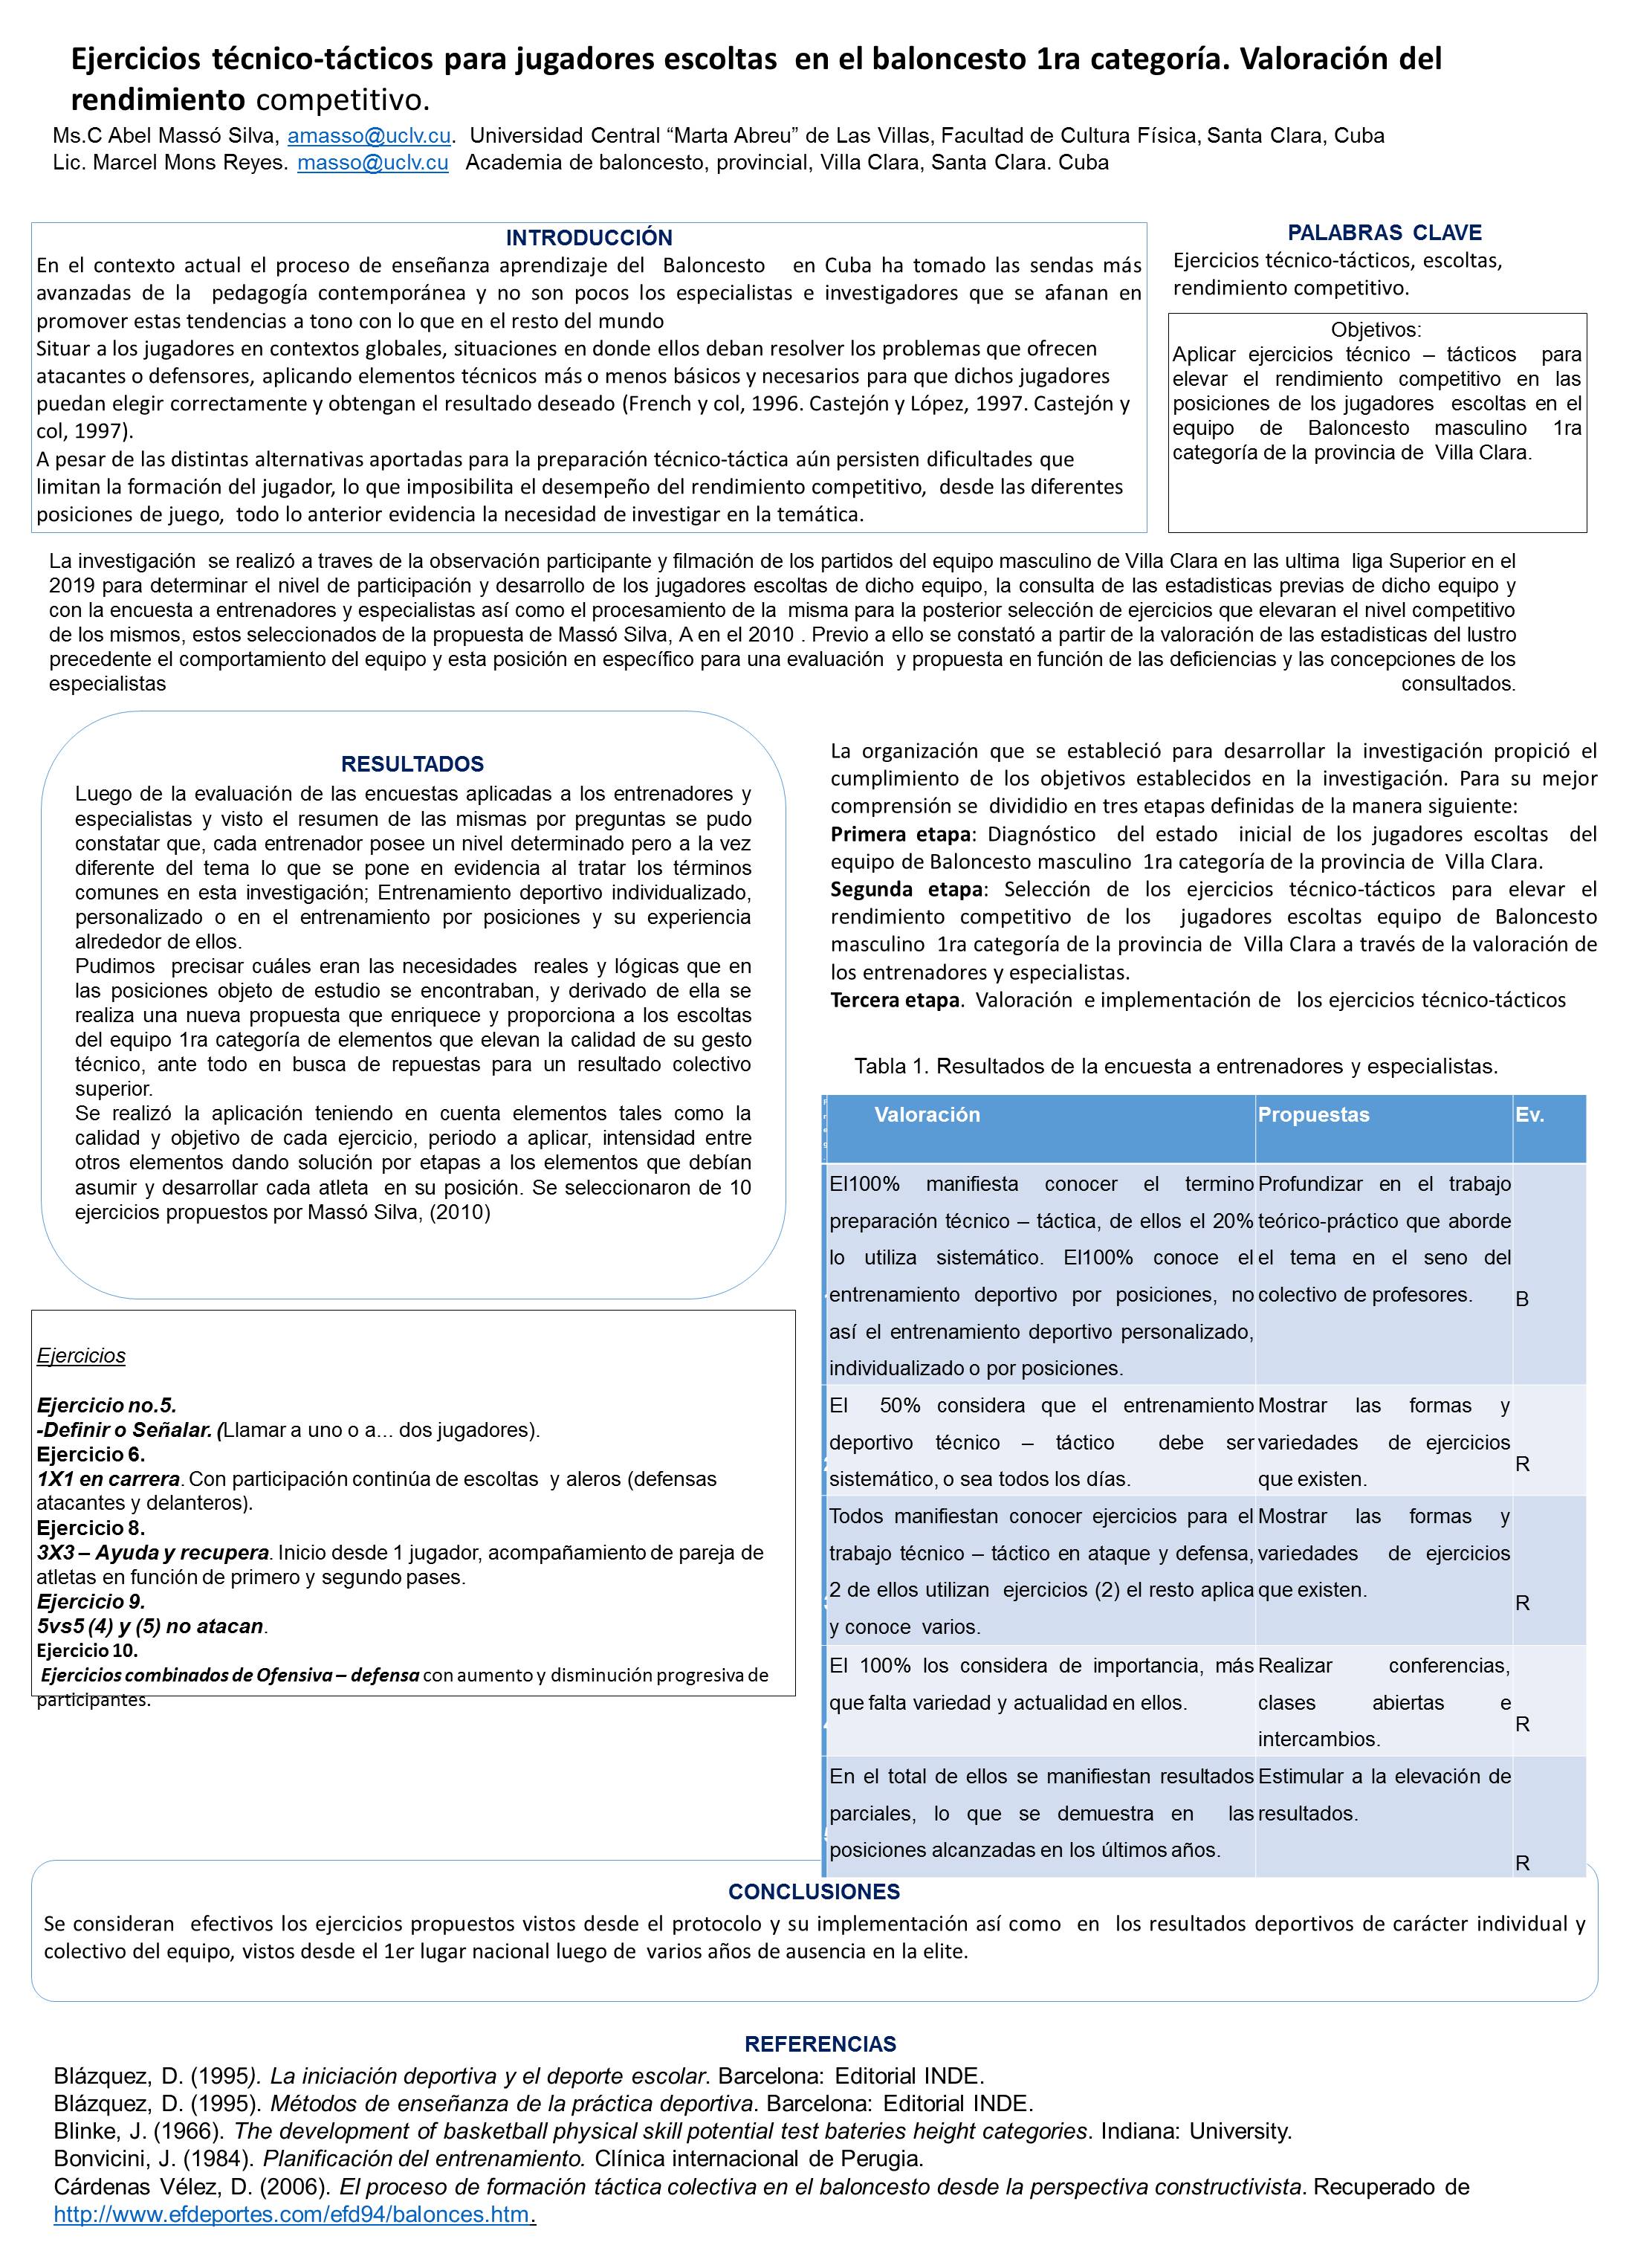 Ejercicios técnico-tácticos para jugadores escoltas en el baloncesto 1ra categoría. Valoración del
rendimiento competitivo.
Ms.C Abel Massó Silva, amasso@uclv.cu. Universidad Central “Marta Abreu” de Las Villas, Facultad de Cultura Física, Santa Clara, Cuba
Lic. Marcel Mons Reyes. masso@uclv.cu Academia de baloncesto, provincial, Villa Clara, Santa Clara. Cuba
INTRODUCCIÓN
En el contexto actual el proceso de enseñanza aprendizaje del Baloncesto en Cuba ha tomado las sendas más
avanzadas de la pedagogía contemporánea y no son pocos los especialistas e investigadores que se afanan en
promover estas tendencias a tono con lo que en el resto del mundo
Situar a los jugadores en contextos globales, situaciones en donde ellos deban resolver los problemas que ofrecen
atacantes o defensores, aplicando elementos técnicos más o menos básicos y necesarios para que dichos jugadores
puedan elegir correctamente y obtengan el resultado deseado (French y col, 1996. Castejón y López, 1997. Castejón y
col, 1997).
A pesar de las distintas alternativas aportadas para la preparación técnico-táctica aún persisten dificultades que
limitan la formación del jugador, lo que imposibilita el desempeño del rendimiento competitivo, desde las diferentes
posiciones de juego, todo lo anterior evidencia la necesidad de investigar en la temática.
PALABRAS CLAVE
Ejercicios técnico-tácticos, escoltas,
rendimiento competitivo.
Objetivos:
Aplicar ejercicios técnico – tácticos para
elevar el rendimiento competitivo en las
posiciones de los jugadores escoltas en el
equipo de Baloncesto masculino 1ra
categoría de la provincia de Villa Clara.
La investigación se realizó a traves de la observación participante y filmación de los partidos del equipo masculino de Villa Clara en las ultima liga Superior en el
2019 para determinar el nivel de participación y desarrollo de los jugadores escoltas de dicho equipo, la consulta de las estadisticas previas de dicho equipo y
con la encuesta a entrenadores y especialistas así como el procesamiento de la misma para la posterior selección de ejercicios que elevaran el nivel competitivo
de los mismos, estos seleccionados de la propuesta de Massó Silva, A en el 2010 . Previo a ello se constató a partir de la valoración de las estadisticas del lustro
precedente el comportamiento del equipo y esta posición en específico para una evaluación y propuesta en función de las deficiencias y las concepciones de los
especialistas consultados.
RESULTADOS
Luego de la evaluación de las encuestas aplicadas a los entrenadores y
especialistas y visto el resumen de las mismas por preguntas se pudo
constatar que, cada entrenador posee un nivel determinado pero a la vez
diferente del tema lo que se pone en evidencia al tratar los términos
comunes en esta investigación; Entrenamiento deportivo individualizado,
personalizado o en el entrenamiento por posiciones y su experiencia
alrededor de ellos.
Pudimos precisar cuáles eran las necesidades reales y lógicas que en
las posiciones objeto de estudio se encontraban, y derivado de ella se
realiza una nueva propuesta que enriquece y proporciona a los escoltas
del equipo 1ra categoría de elementos que elevan la calidad de su gesto
técnico, ante todo en busca de repuestas para un resultado colectivo
superior.
Se realizó la aplicación teniendo en cuenta elementos tales como la
calidad y objetivo de cada ejercicio, periodo a aplicar, intensidad entre
otros elementos dando solución por etapas a los elementos que debían
asumir y desarrollar cada atleta en su posición. Se seleccionaron de 10
ejercicios propuestos por Massó Silva, (2010)
Ejercicios
Ejercicio no.5.
-Definir o Señalar. (Llamar a uno o a... dos jugadores).
Ejercicio 6.
1X1 en carrera. Con participación continúa de escoltas y aleros (defensas
atacantes y delanteros).
Ejercicio 8.
3X3 – Ayuda y recupera. Inicio desde 1 jugador, acompañamiento de pareja de
atletas en función de primero y segundo pases.
Ejercicio 9.
5vs5 (4) y (5) no atacan.
Ejercicio 10.
Ejercicios combinados de Ofensiva – defensa con aumento y disminución progresiva de
participantes.
La organización que se estableció para desarrollar la investigación propició el
cumplimiento de los objetivos establecidos en la investigación. Para su mejor
comprensión se divididio en tres etapas definidas de la manera siguiente:
Primera etapa: Diagnóstico del estado inicial de los jugadores escoltas del
equipo de Baloncesto masculino 1ra categoría de la provincia de Villa Clara.
Segunda etapa: Selección de los ejercicios técnico-tácticos para elevar el
rendimiento competitivo de los jugadores escoltas equipo de Baloncesto
masculino 1ra categoría de la provincia de Villa Clara a través de la valoración de
los entrenadores y especialistas.
Tercera etapa. Valoración e implementación de los ejercicios técnico-tácticos
Tabla 1. Resultados de la encuesta a entrenadores y especialistas.
Valoración Propuestas Ev.
El100% manifiesta conocer el termino
preparación técnico – táctica, de ellos el 20%
lo utiliza sistemático. El100% conoce el
entrenamiento deportivo por posiciones, no
así el entrenamiento deportivo personalizado,
individualizado o por posiciones.
Profundizar en el trabajo
teórico-práctico que aborde
el tema en el seno del
colectivo de profesores.
B
El 50% considera que el entrenamiento
deportivo técnico – táctico debe ser
sistemático, o sea todos los días.
Mostrar las formas y
variedades de ejercicios
que existen.
R
Todos manifiestan conocer ejercicios para el
trabajo técnico – táctico en ataque y defensa,
2 de ellos utilizan ejercicios (2) el resto aplica
y conoce varios.
Mostrar las formas y
variedades de ejercicios
que existen.
R
El 100% los considera de importancia, más
que falta variedad y actualidad en ellos.
Realizar conferencias,
clases abiertas e
intercambios.
R
En el total de ellos se manifiestan resultados
parciales, lo que se demuestra en las
posiciones alcanzadas en los últimos años.
Estimular a la elevación de
resultados.
R
CONCLUSIONES
Se consideran efectivos los ejercicios propuestos vistos desde el protocolo y su implementación así como en los resultados deportivos de carácter individual y
colectivo del equipo, vistos desde el 1er lugar nacional luego de varios años de ausencia en la elite.
REFERENCIAS
Blázquez, D. (1995). La iniciación deportiva y el deporte escolar. Barcelona: Editorial INDE.
Blázquez, D. (1995). Métodos de enseñanza de la práctica deportiva. Barcelona: Editorial INDE.
Blinke, J. (1966). The development of basketball physical skill potential test bateries height categories. Indiana: University.
Bonvicini, J. (1984). Planificación del entrenamiento. Clínica internacional de Perugia.
Cárdenas Vélez, D. (2006). El proceso de formación táctica colectiva en el baloncesto desde la perspectiva constructivista. Recuperado de
http://www.efdeportes.com/efd94/balonces.htm.